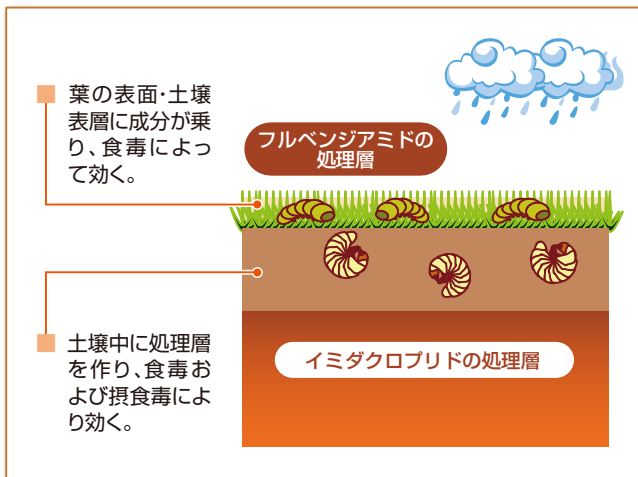 ■ 葉の表面・土壌
表層に成分が乗
り、食毒によっ
て効く。
フルベンジアミドの
処理層
■ 土壌中に処理層
を作り、食毒お
よび摂食毒によ
り効く。
イミダクロプリドの処理層